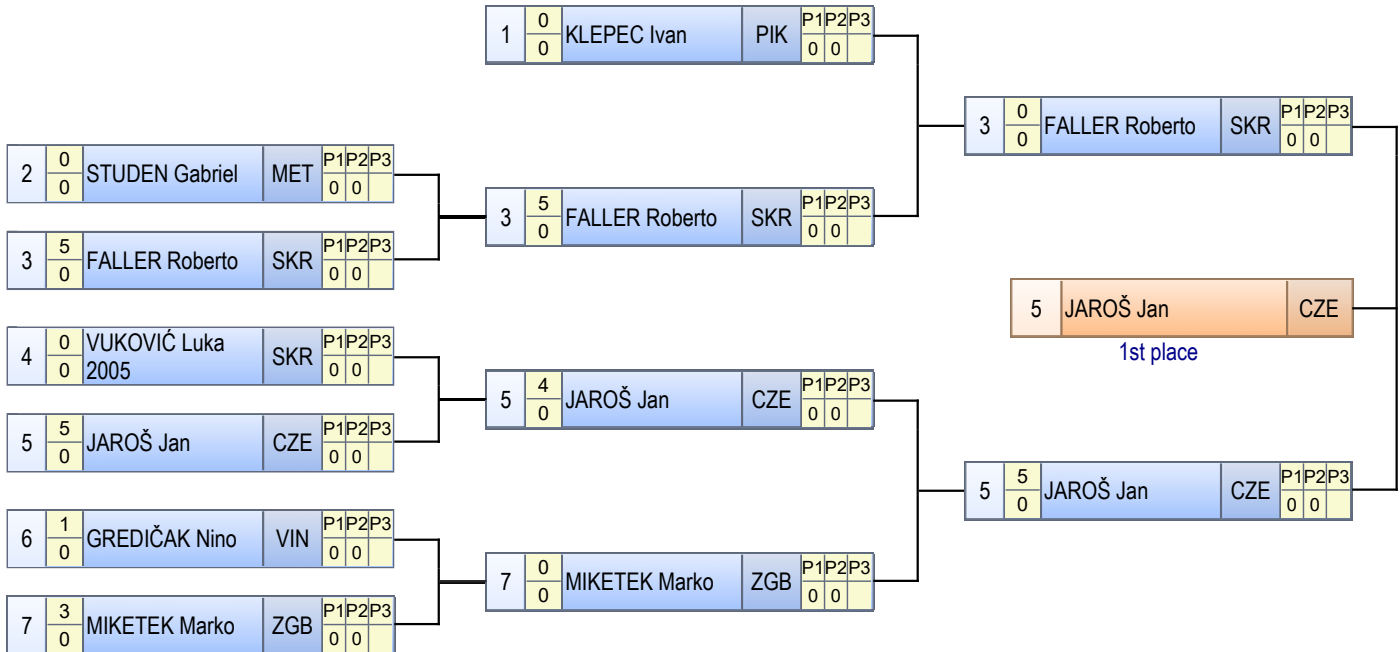 1 0 0 KLEPEC Ivan PIK P1 P2 P3 0 0
3 0 0 FALLER Roberto SKR P1 P2 P3 0 0
2 0 0 STUDEN Gabriel MET P1 P2 P3 0 0
3 5 0 FALLER Roberto SKR P1 P2 P3 0 0
3 5 0 FALLER Roberto SKR P1 P2 P3 0 0
5 JAROŠ Jan CZE
1st place
4 0 0 VUKOVIĆ Luka
2005 SKR P1 P2 P3 0 0
5 4 0 JAROŠ Jan CZE P1 P2 P3 0 0
5 5 0 JAROŠ Jan CZE P1 P2 P3 0 0
5 5 0 JAROŠ Jan CZE P1 P2 P3 0 0
6 1 0 GREDIČAK Nino VIN P1 P2 P3 0 0
7 0 0 MIKETEK Marko ZGB P1 P2 P3 0 0
7 3 0 MIKETEK Marko ZGB P1 P2 P3 0 0